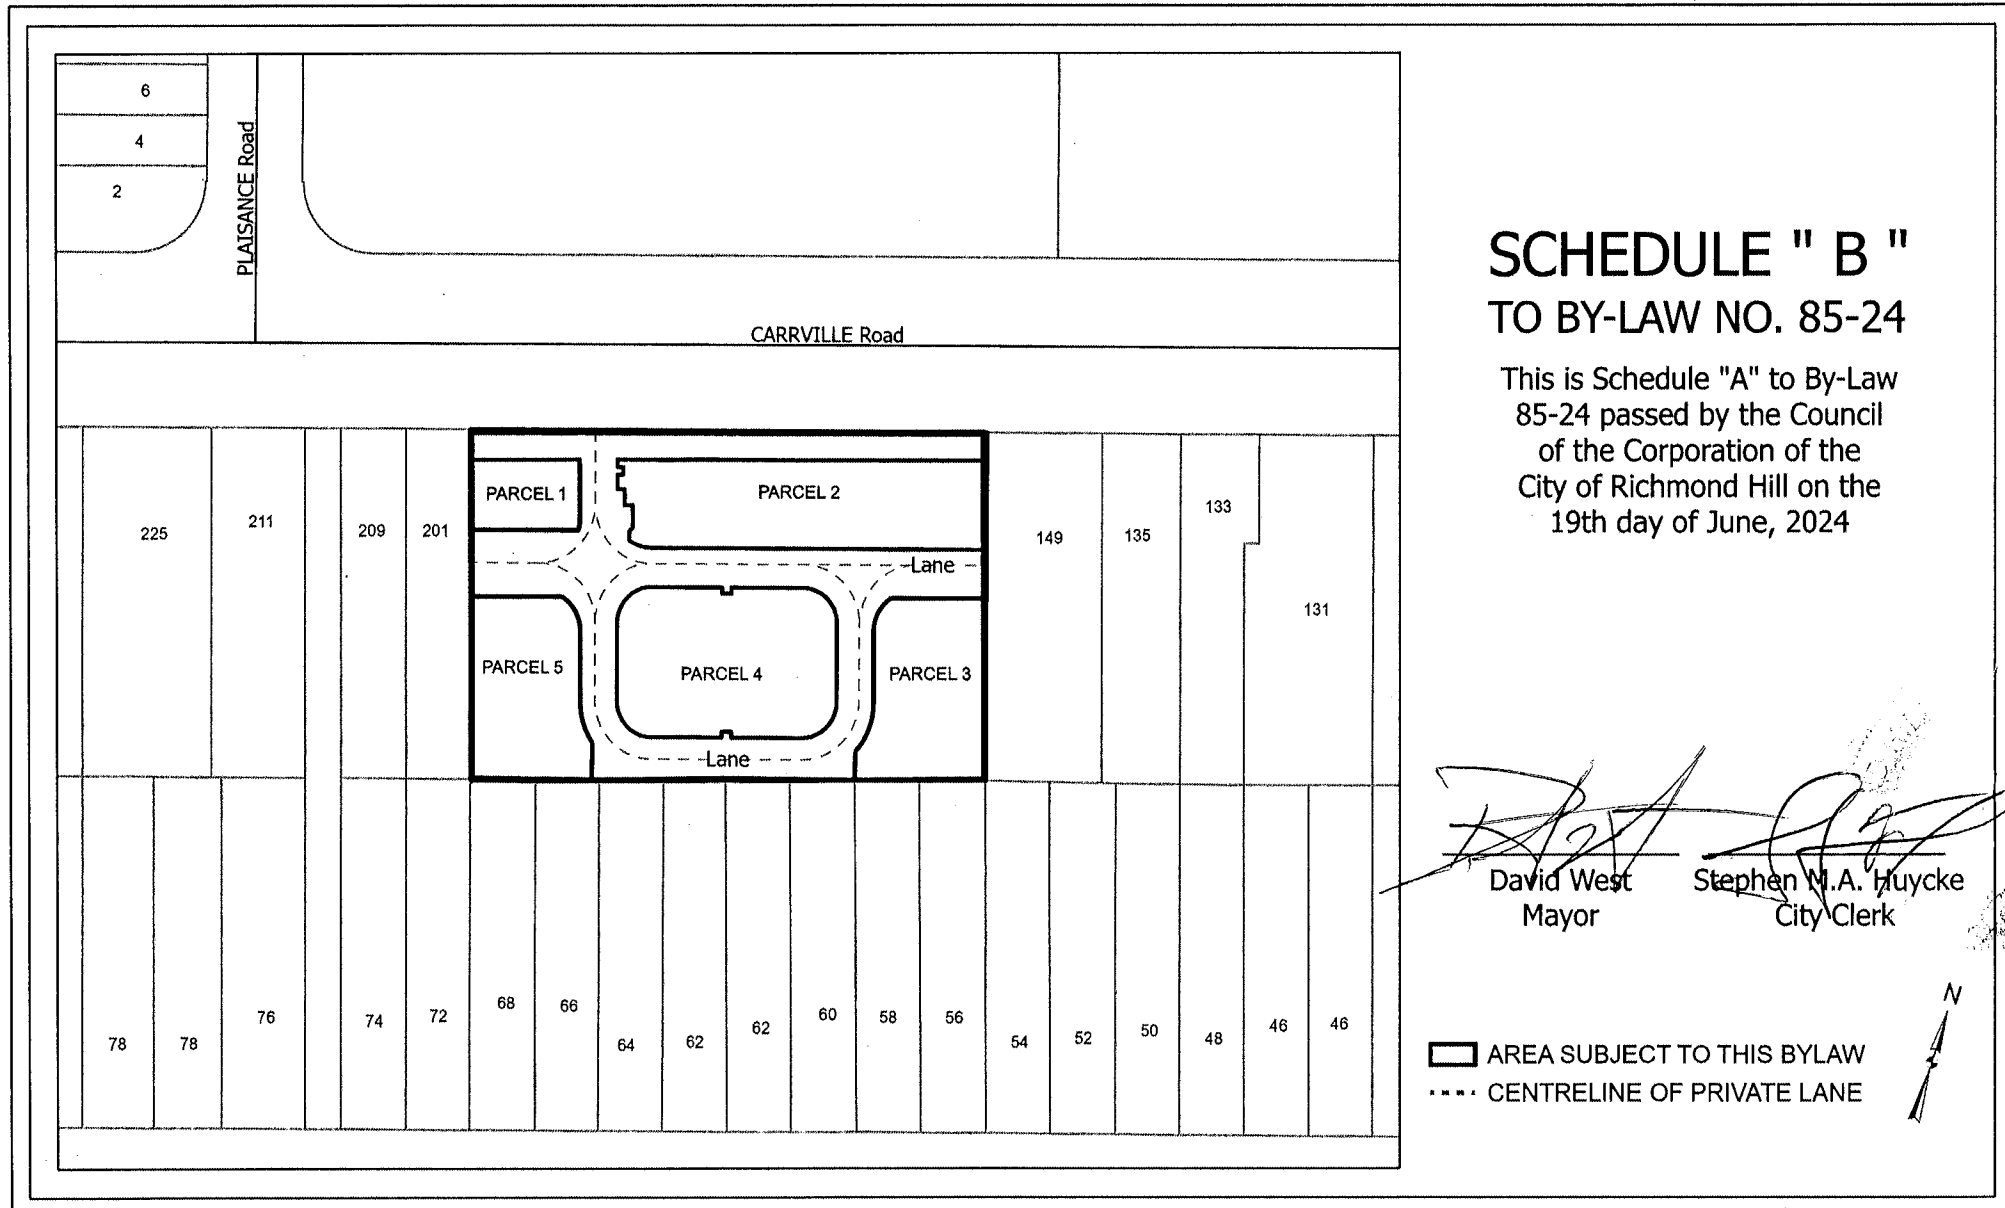 6
4
2
PLAISANCE Road
CARRVILLE Road
225
211
209
201
PARCEL 1
PARCEL 2
Lane
PARCEL 5
PARCEL 4
PARCEL 3
Lane
149
135
133
131
78
78
76
74
72
68
66
64
62
62
60
58
56
54
52
50
48
46
46
SCHEDULE " B "
TO BY-LAW NO. 85-24
This is Schedule "A" to By-Law
85-24 passed by the Council
of the Corporation of the
City of Richmond Hill on the
19th day of June, 2024
David West
Mayor
Stephen M.A. Huycke
City Clerk
N
AREA SUBJECT TO THIS BYLAW
CENTRELINE OF PRIVATE LANE